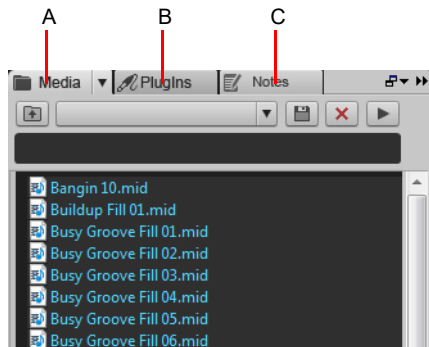 A B C
Media PlugIns Notes
Bangin 10.mid
Buildup Fill 01.mid
Busy Groove Fill 01.mid
Busy Groove Fill 02.mid
Busy Groove Fill 03.mid
Busy Groove Fill 04.mid
Busy Groove Fill 05.mid
Busy Groove Fill 06.mid